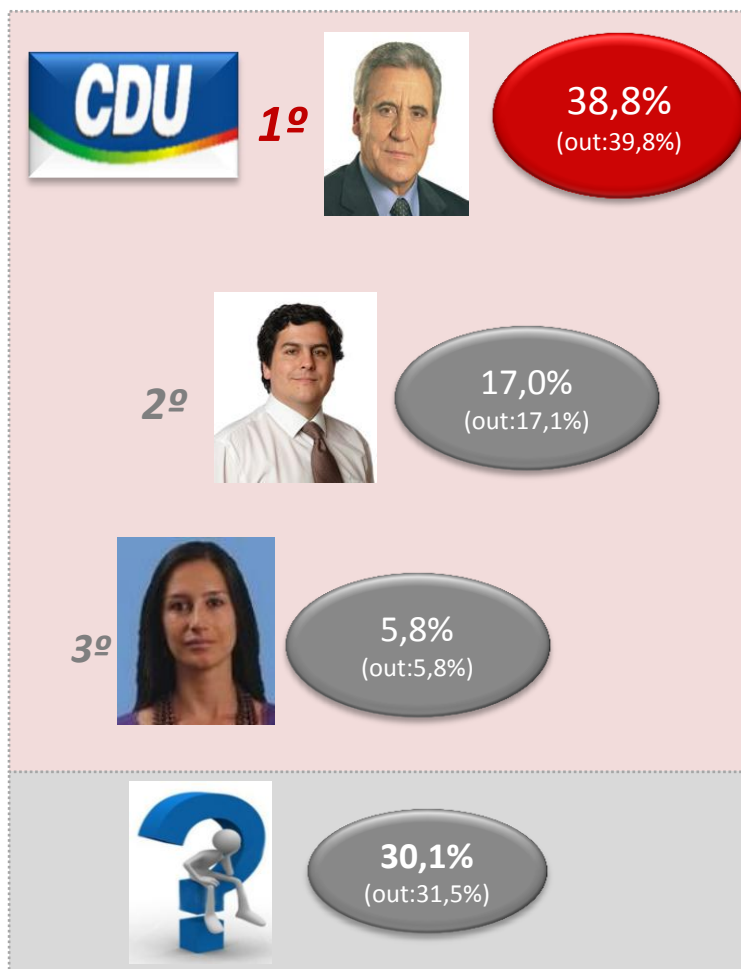 CDU
1º
38,8%
(out:39,8%)
2º
17,0%
(out:17,1%)
3º
5,8%
(out:5,8%)
30,1%
(out:31,5%)